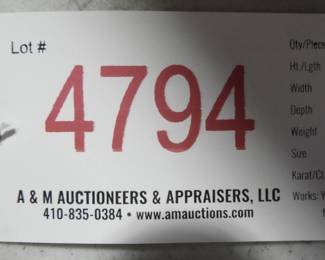 Lot #
4794
A & M AUCTIONEERS & APPRAISERS, LLC
410-835-0384 • www.amauctions.com
Qty/Piece
Ht./Lgth
Width
Depth
Weight
Size
Karat/Ct
Works: Y